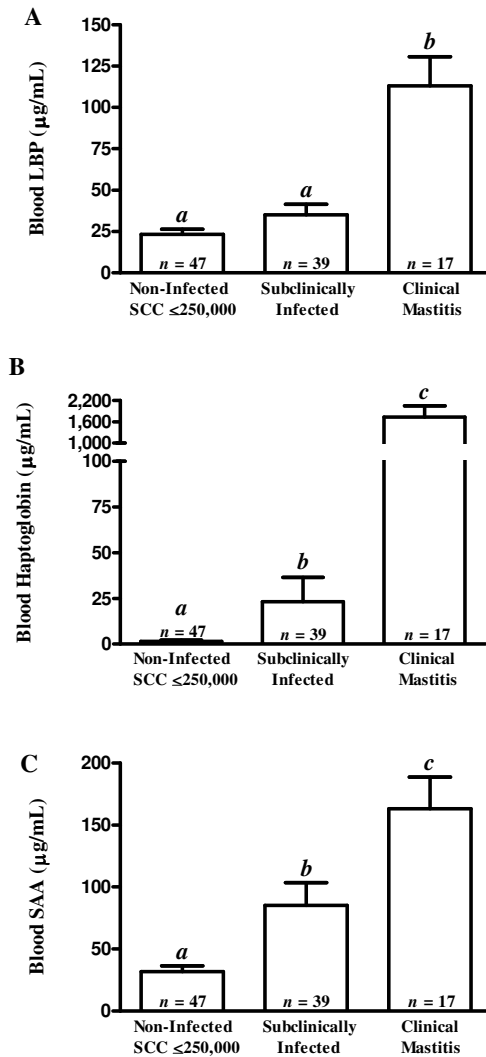 A
Blood LBP (µg/mL)
150
125
100
75
50
25
0
a
a
b
n = 47
n = 39
n = 17
Non-Infected
SCC ≤250,000
Subclinically
Infected
Clinical
Mastitis
B
Blood Haptoglobin (µg/mL)
2,200
1,600
1,000
100
75
50
25
0
a
b
c
n = 47
n = 39
n = 17
Non-Infected
SCC ≤250,000
Subclinically
Infected
Clinical
Mastitis
C
Blood SAA
(µg/mL)
200
150
100
50
0
a
b
c
n = 47
n = 39
n = 17
Non-Infected
SCC ≤250,000
Subclinically
Infected
Clinical
Mastitis